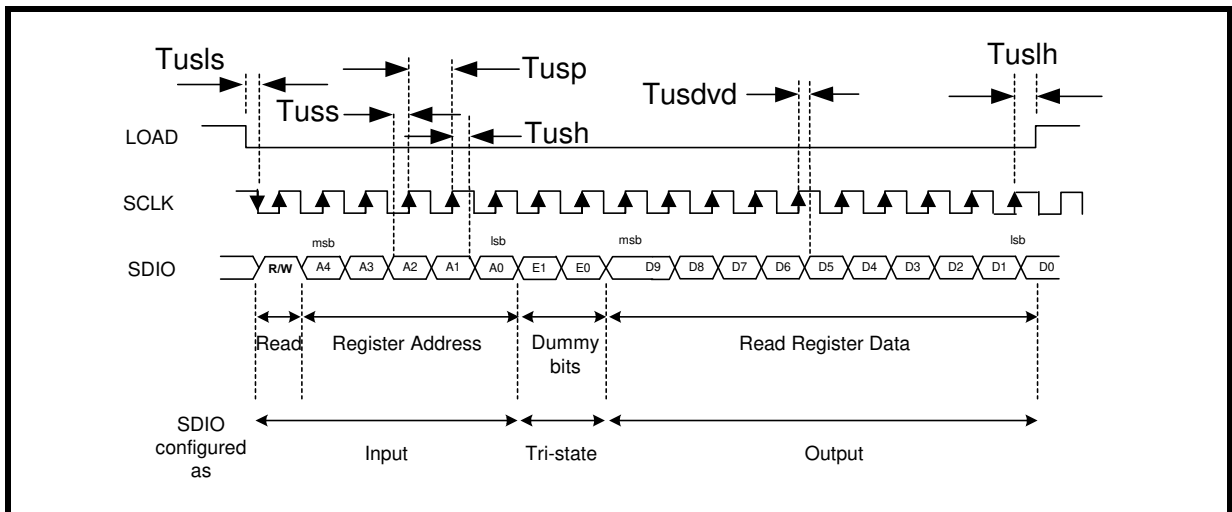 Tusls
Tusp
Tuslh
Tusdvd
Tuss
Tush
LOAD
SCLK
msb lsb msb lsb
SDIO R/W A4 A3 A2 A1 A0 E1 E0 D9 D8 D7 D6 D5 D4 D3 D2 D1 D0
Read Register Address Dummy bits Read Register Data
SDIO configured as Input Tri-state Output